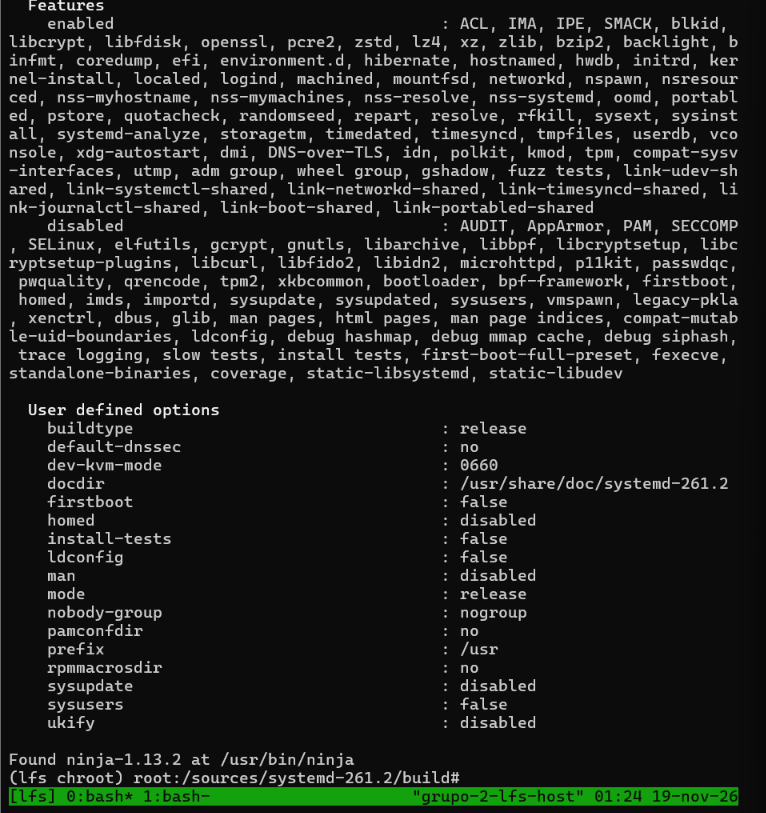 Features
enabled : ACL, IMA, IPE, SMACK, blkid,
libcrypt, libfdisk, openssl, pcre2, zstd, lz4, xz, zlib, bzip2, backlight, b
infmt, coredump, efi, environment.d, hibernate, hostnamed, hwdb, initrd, ker
nel-install, localed, logind, machined, mountfsd, networkd, nspawn, nsresour
ced, nss-myhostname, nss-mymachines, nss-resolve, nss-systemd, oomd, portabl
ed, pstore, quotacheck, randomseed, repart, resolve, rfkill, sysext, sysinst
all, systemd-analyze, storagetm, timedated, timesyncd, tmpfiles, userdb, vco
nsole, xdg-autostart, dmi, DNS-over-TLS, idn, polkit, kmod, tpm, compat-sysv
-interfaces, utmp, adm group, wheel group, gshadow, fuzz tests, link-udev-sh
ared, link-systemctl-shared, link-networkd-shared, link-timesyncd-shared, li
nk-journalctl-shared, link-boot-shared, link-portabled-shared
disabled : AUDIT, AppArmor, PAM, SECCOMP
, SELinux, elfutils, gcrypt, gnutls, libarchive, libbpf, libcryptsetup, libc
ryptsetup-plugins, libcurl, libfido2, libidn2, microhttpd, p11kit, passwdqc,
pwquality, qrencode, tpm2, xkbcommon, bootloader, bpf-framework, firstboot,
homed, imds, importd, sysupdate, sysupdated, sysusers, vmspawn, legacy-pkla
, xenctrl, dbus, glib, man pages, html pages, man page indices, compat-mutab
le-uid-boundaries, ldconfig, debug hashmap, debug mmap cache, debug siphash,
trace logging, slow tests, install tests, first-boot-full-preset, fexecve,
standalone-binaries, coverage, static-libsystemd, static-libudev
User defined options
buildtype : release
default-dnssec : no
dev-kvm-mode : 0660
docdir : /usr/share/doc/systemd-261.2
firstboot : false
homed : disabled
install-tests : false
ldconfig : false
man : disabled
mode : release
nobody-group : nogroup
pamconfdir : no
prefix : /usr
rpmmacrosdir : no
sysupdate : disabled
sysusers : false
ukify : disabled
Found ninja-1.13.2 at /usr/bin/ninja
(lfs chroot) root:/sources/systemd-261.2/build#
[lfs] 0:bash* 1:bash- "grupo-2-lfs-host" 01:24 19-nov-26